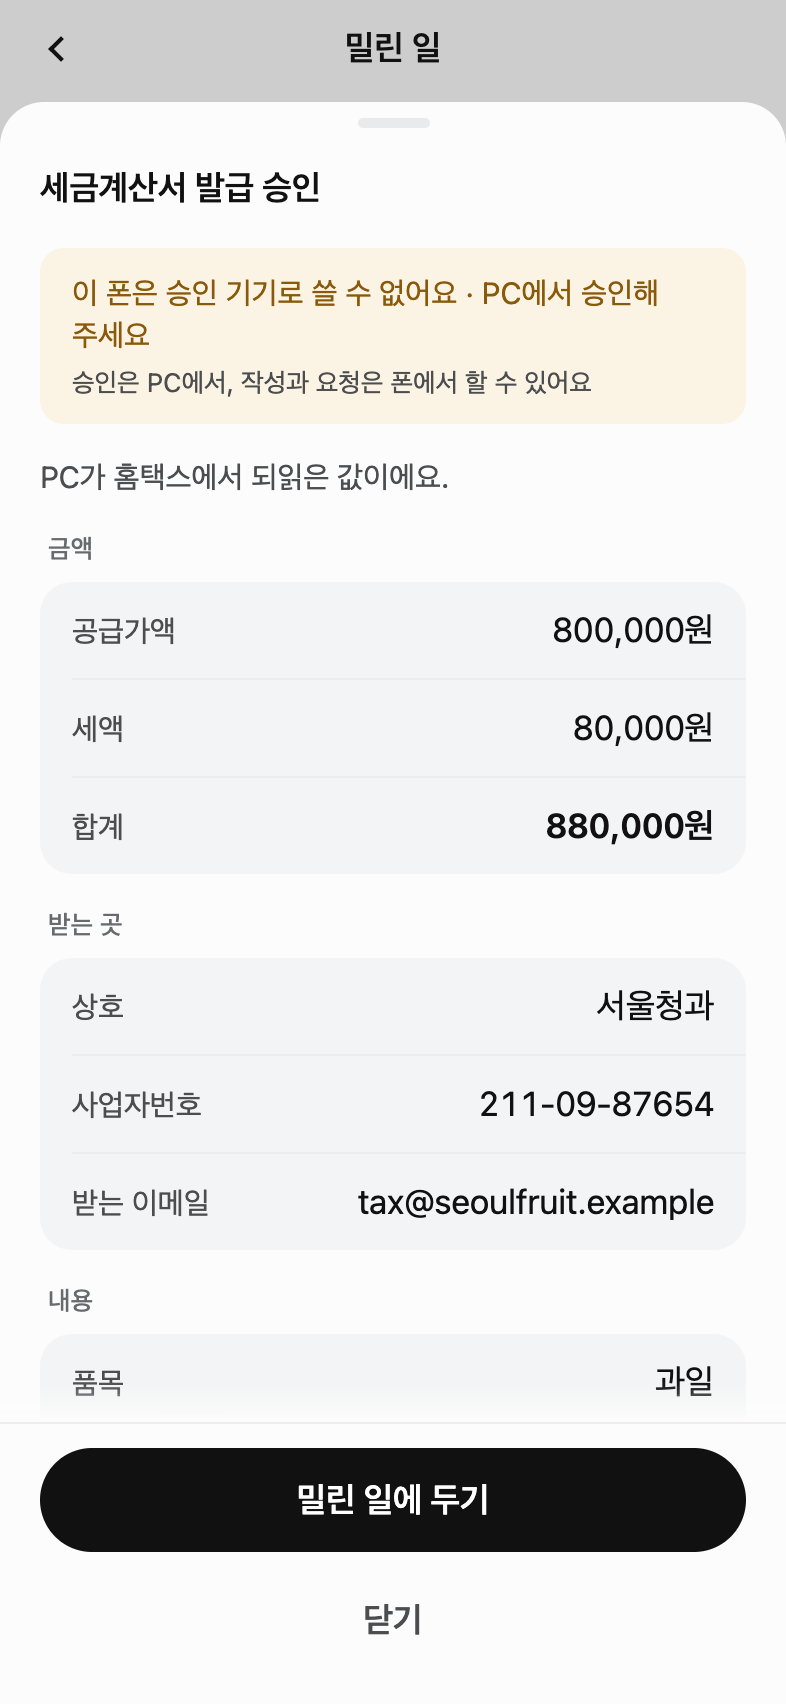 밀린 일
세금계산서 발급 승인
이 폰은 승인 기기로 쓸 수 없어요 · PC에서 승인해
주세요
승인은 PC에서, 작성과 요청은 폰에서 할 수 있어요
PC가 홈택스에서 되읽은 값이에요.
금액
공급가액 800,000원
세액 80,000원
합계 880,000원
받는 곳
상호 서울청과
사업자번호 211-09-87654
받는 이메일 tax@seoulfruit.example
내용
품목 과일
밀린 일에 두기
닫기